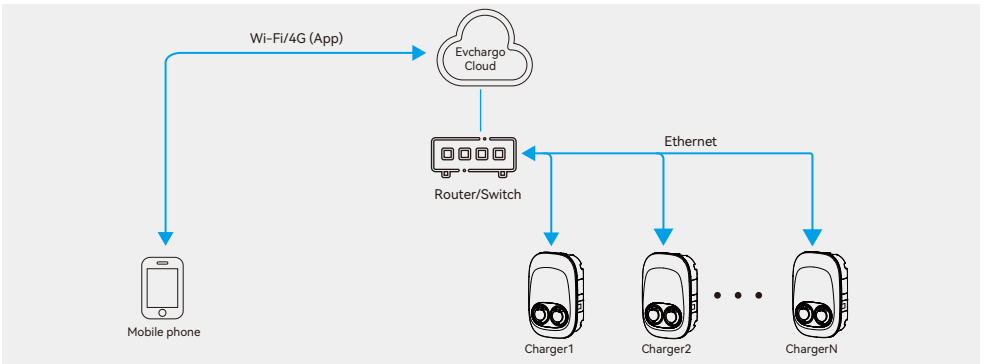 Wi-Fi/4G (App)
Evchargo
Cloud
Ethernet
Router/Switch
Mobile phone
Charger1
Charger2
ChargerN